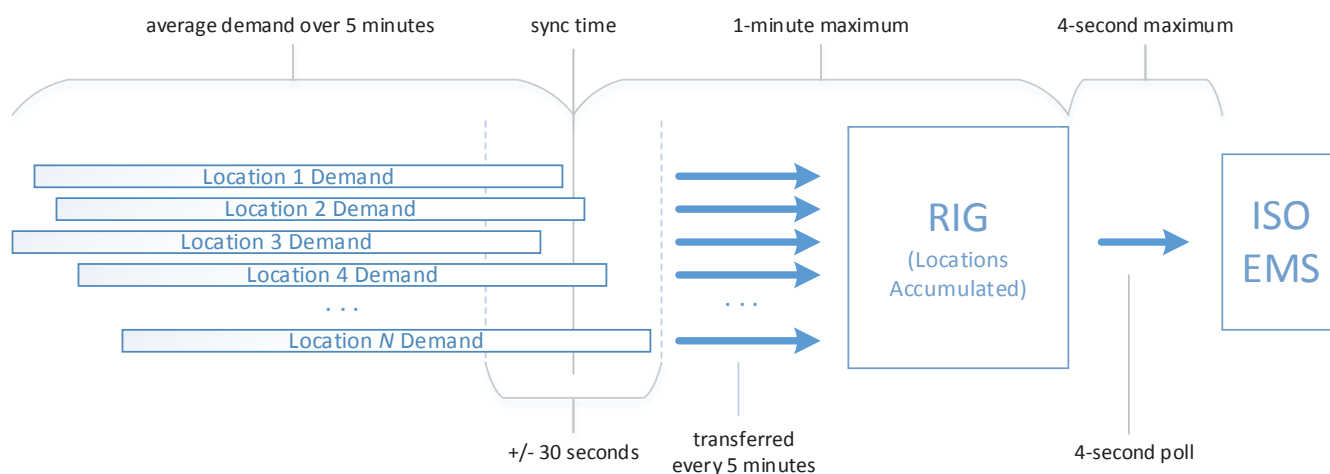 average demand over 5 minutes
sync time
1-minute maximum
4-second maximum
Location 1 Demand
Location 2 Demand
Location 3 Demand
Location 4 Demand
. . .
Location N Demand
. . .
RIG
(Locations
Accumulated)
ISO
EMS
+/- 30 seconds
transferred
every 5 minutes
4-second poll